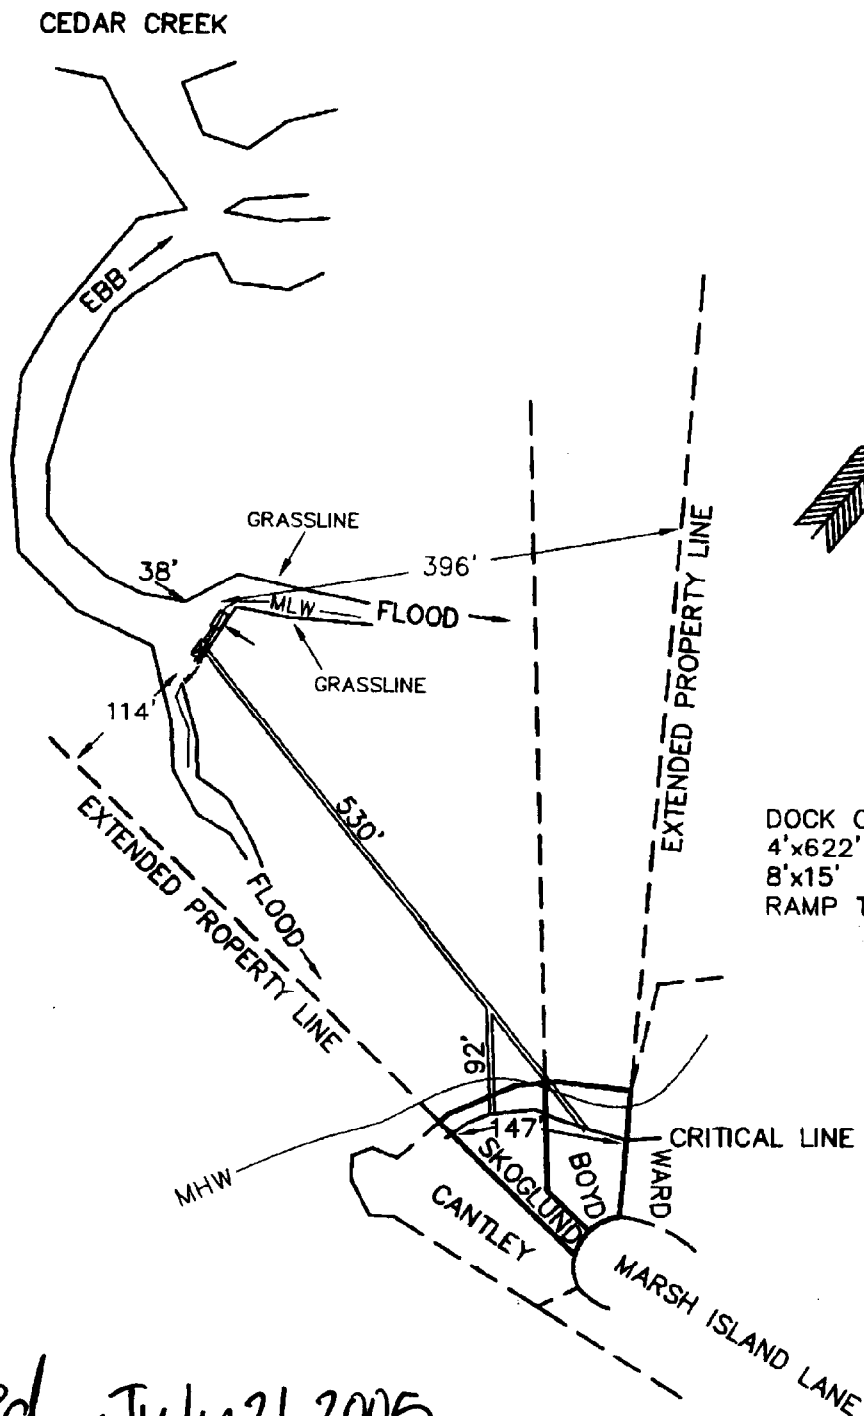 CEDAR CREEK
EBB
GRASSLINE
38'
396'
MLW
FLOOD
GRASSLINE
114'
EXTENDED PROPERTY LINE
530'
EXTENDED PROPERTY LINE
DOCK
4'x622'
8'x15'
RAMP
FLOOD
92'
147'
CRITICAL LINE
MHW
SKOGLUND
BOYD
WARD
CANTLEY
MARSH ISLAND LANE
July 21, 2005